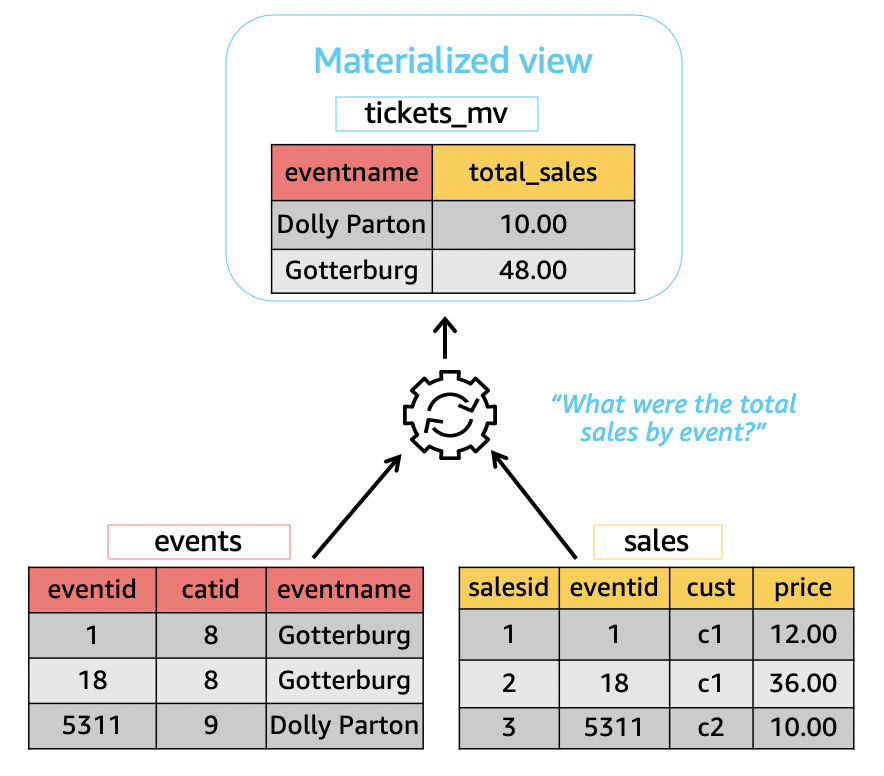 Materialized view
tickets_mv
eventname total_sales
Dolly Parton 10.00
Gotterburg 48.00
“What were the total
sales by event?”
events
eventid catid eventname
1 8 Gotterburg
18 8 Gotterburg
5311 9 Dolly Parton
sales
salesid eventid cust price
1 1 c1 12.00
2 18 c1 36.00
3 5311 c2 10.00